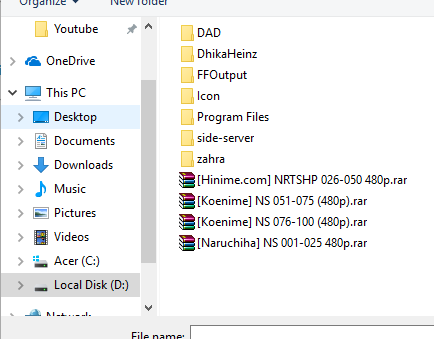 Organize New folder
Youtube
OneDrive
This PC
Desktop
Documents
Downloads
Music
Pictures
Videos
Acer (C:)
Local Disk (D:)
Network
DAD
DhikaHeinz
FFOutput
Icon
Program Files
side-server
zahra
[Hinime.com] NRTSHP 026-050 480p.rar
[Koenime] NS 051-075 (480p).rar
[Koenime] NS 076-100 (480p).rar
[Naruchiha] NS 001-025 480p.rar
File name: